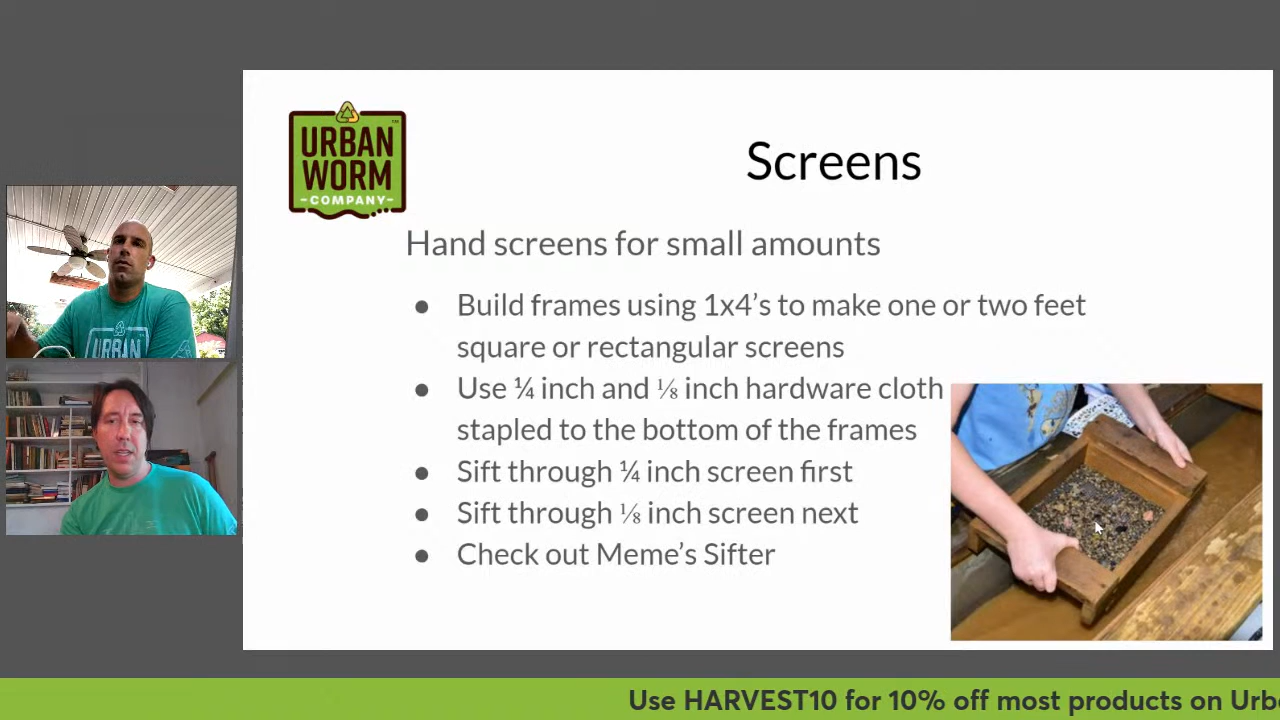 URBAN
WORM
-COMPANY-
™
Screens
Hand screens for small amounts
● Build frames using 1x4’s to make one or two feet
square or rectangular screens
● Use ¼ inch and ⅛ inch hardware cloth
stapled to the bottom of the frames
● Sift through ¼ inch screen first
● Sift through ⅛ inch screen next
● Check out Meme’s Sifter
URBAN
Use HARVEST10 for 10% off most products on Urb